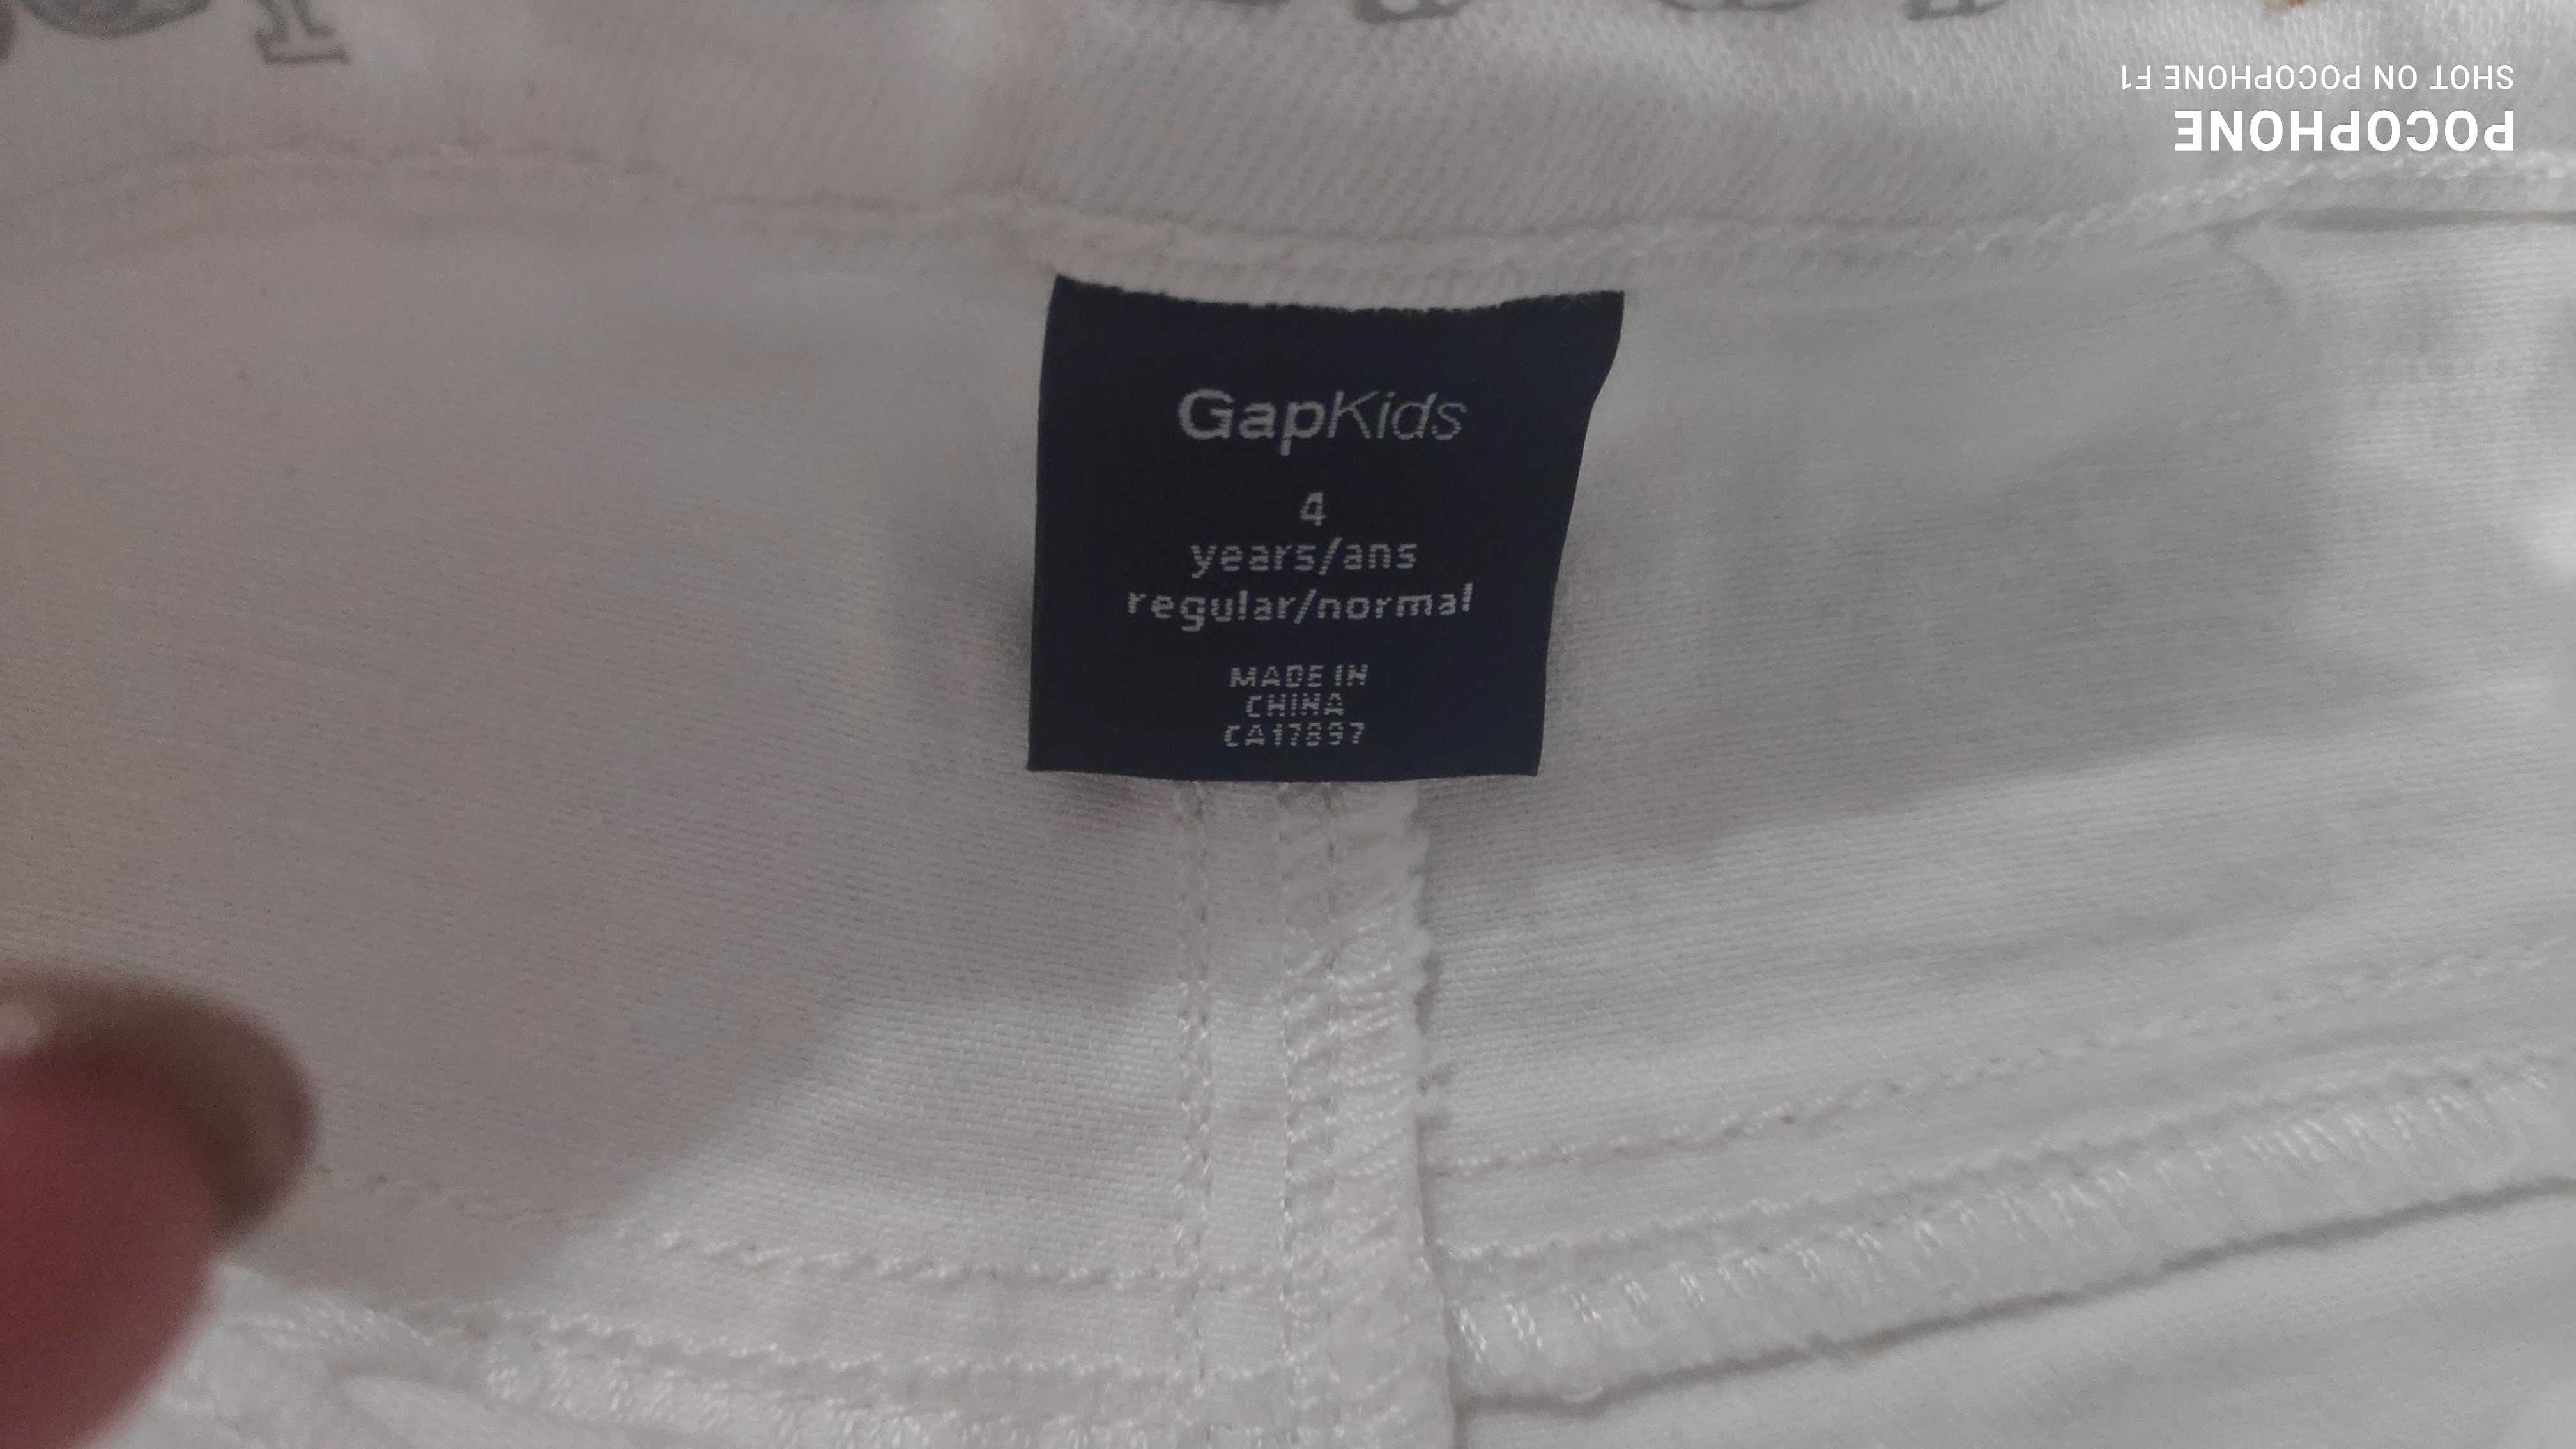 GapKids
4
years/ans
regular/normal
MADE IN
CHINA
CA17897
POCOPHONE
SHOT ON POCOPHONE F1